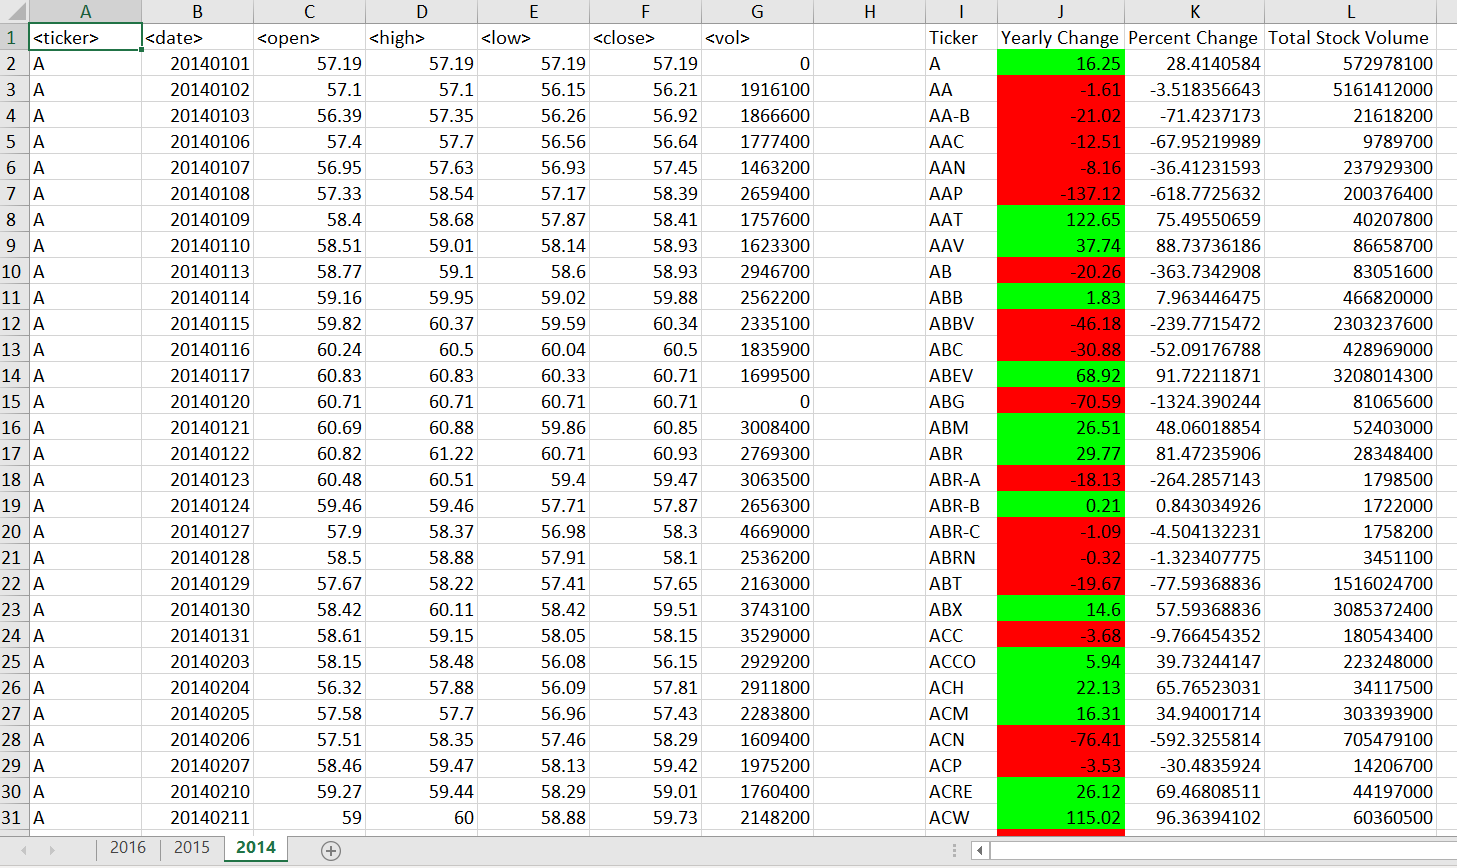 A B C D E F G H I J K L
1 <ticker> <date> <open> <high> <low> <close> <vol> Ticker Yearly Change Percent Change Total Stock Volume
2 A 20140101 57.19 57.19 57.19 57.19 0 A 16.25 28.4140584 572978100
3 A 20140102 57.1 57.1 56.15 56.21 1916100 AA -1.61 -3.518356643 5161412000
4 A 20140103 56.39 57.35 56.26 56.92 1866600 AA-B -21.02 -71.4237173 21618200
5 A 20140106 57.4 57.7 56.56 56.64 1777400 AAC -12.51 -67.95219989 9789700
6 A 20140107 56.95 57.63 56.93 57.45 1463200 AAN -8.16 -36.41231593 237929300
7 A 20140108 57.33 58.54 57.17 58.39 2659400 AAP -137.12 -618.7725632 200376400
8 A 20140109 58.4 58.68 57.87 58.41 1757600 AAT 122.65 75.49550659 40207800
9 A 20140110 58.51 59.01 58.14 58.93 1623300 AAV 37.74 88.73736186 86658700
10 A 20140113 58.77 59.1 58.6 58.93 2946700 AB -20.26 -363.7342908 83051600
11 A 20140114 59.16 59.95 59.02 59.88 2562200 ABB 1.83 7.963446475 466820000
12 A 20140115 59.82 60.37 59.59 60.34 2335100 ABBV -46.18 -239.7715472 2303237600
13 A 20140116 60.24 60.5 60.04 60.5 1835900 ABC -30.88 -52.09176788 428969000
14 A 20140117 60.83 60.83 60.33 60.71 1699500 ABEV 68.92 91.72211871 3208014300
15 A 20140120 60.71 60.71 60.71 60.71 0 ABG -70.59 -1324.390244 81065600
16 A 20140121 60.69 60.88 59.86 60.85 3008400 ABM 26.51 48.06018854 52403000
17 A 20140122 60.82 61.22 60.71 60.93 2769300 ABR 29.77 81.47235906 28348400
18 A 20140123 60.48 60.51 59.4 59.47 3063500 ABR-A -18.13 -264.2857143 1798500
19 A 20140124 59.46 59.46 57.71 57.87 2656300 ABR-B 0.21 0.843034926 1722000
20 A 20140127 57.9 58.37 56.98 58.3 4669000 ABR-C -1.09 -4.504132231 1758200
21 A 20140128 58.5 58.88 57.91 58.1 2536200 ABRN -0.32 -1.323407775 3451100
22 A 20140129 57.67 58.22 57.41 57.65 2163000 ABT -19.67 -77.59368836 1516024700
23 A 20140130 58.42 60.11 58.42 59.51 3743100 ABX 14.6 57.59368836 3085372400
24 A 20140131 58.61 59.15 58.05 58.15 3529000 ACC -3.68 -9.766454352 180543400
25 A 20140203 58.15 58.48 56.08 56.15 2929200 ACCO 5.94 39.73244147 223248000
26 A 20140204 56.32 57.88 56.09 57.81 2911800 ACH 22.13 65.76523031 34117500
27 A 20140205 57.58 57.7 56.96 57.43 2283800 ACM 16.31 34.94001714 303393900
28 A 20140206 57.51 58.35 57.46 58.29 1609400 ACN -76.41 -592.3255814 705479100
29 A 20140207 58.46 59.47 58.13 59.42 1975200 ACP -3.53 -30.4835924 14206700
30 A 20140210 59.27 59.44 58.29 59.01 1760400 ACRE 26.12 69.46808511 44197000
31 A 20140211 59 60 58.88 59.73 2148200 ACW 115.02 96.36394102 60360500
2016 2015 2014